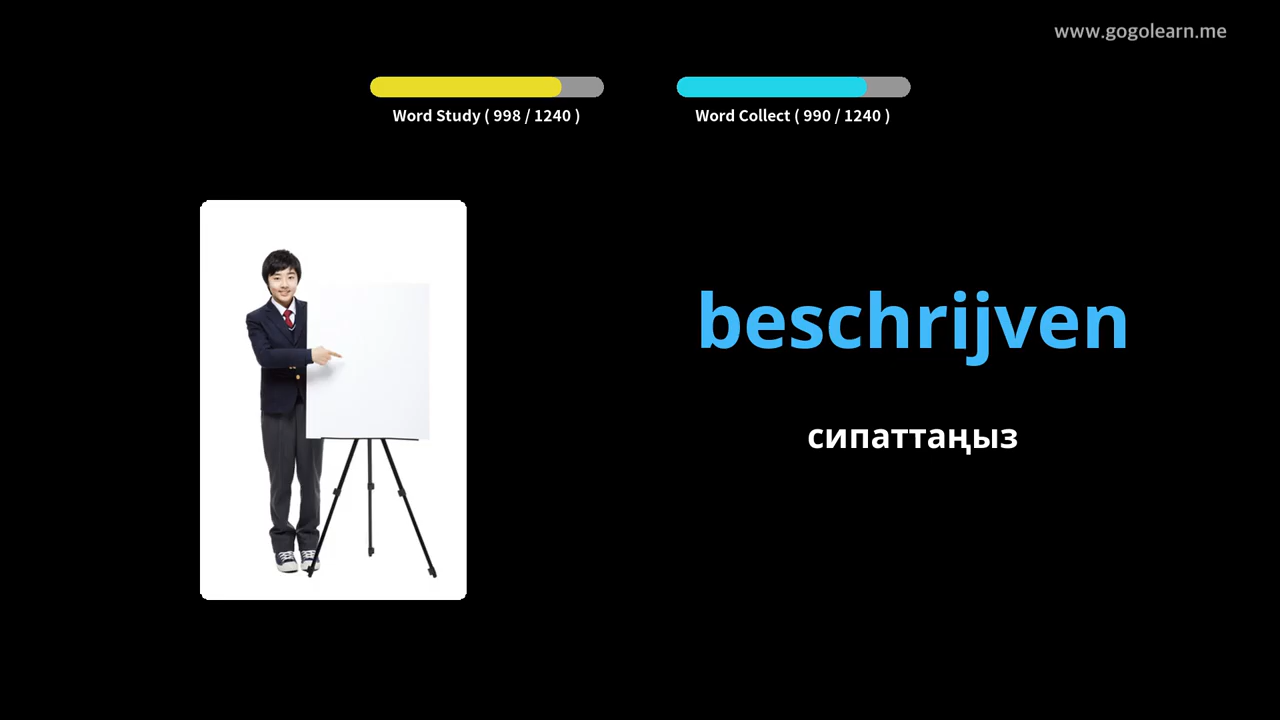 www.gogolearn.me
Word Study ( 998 / 1240 )
Word Collect ( 990 / 1240 )
beschrijven
сипаттаңыз